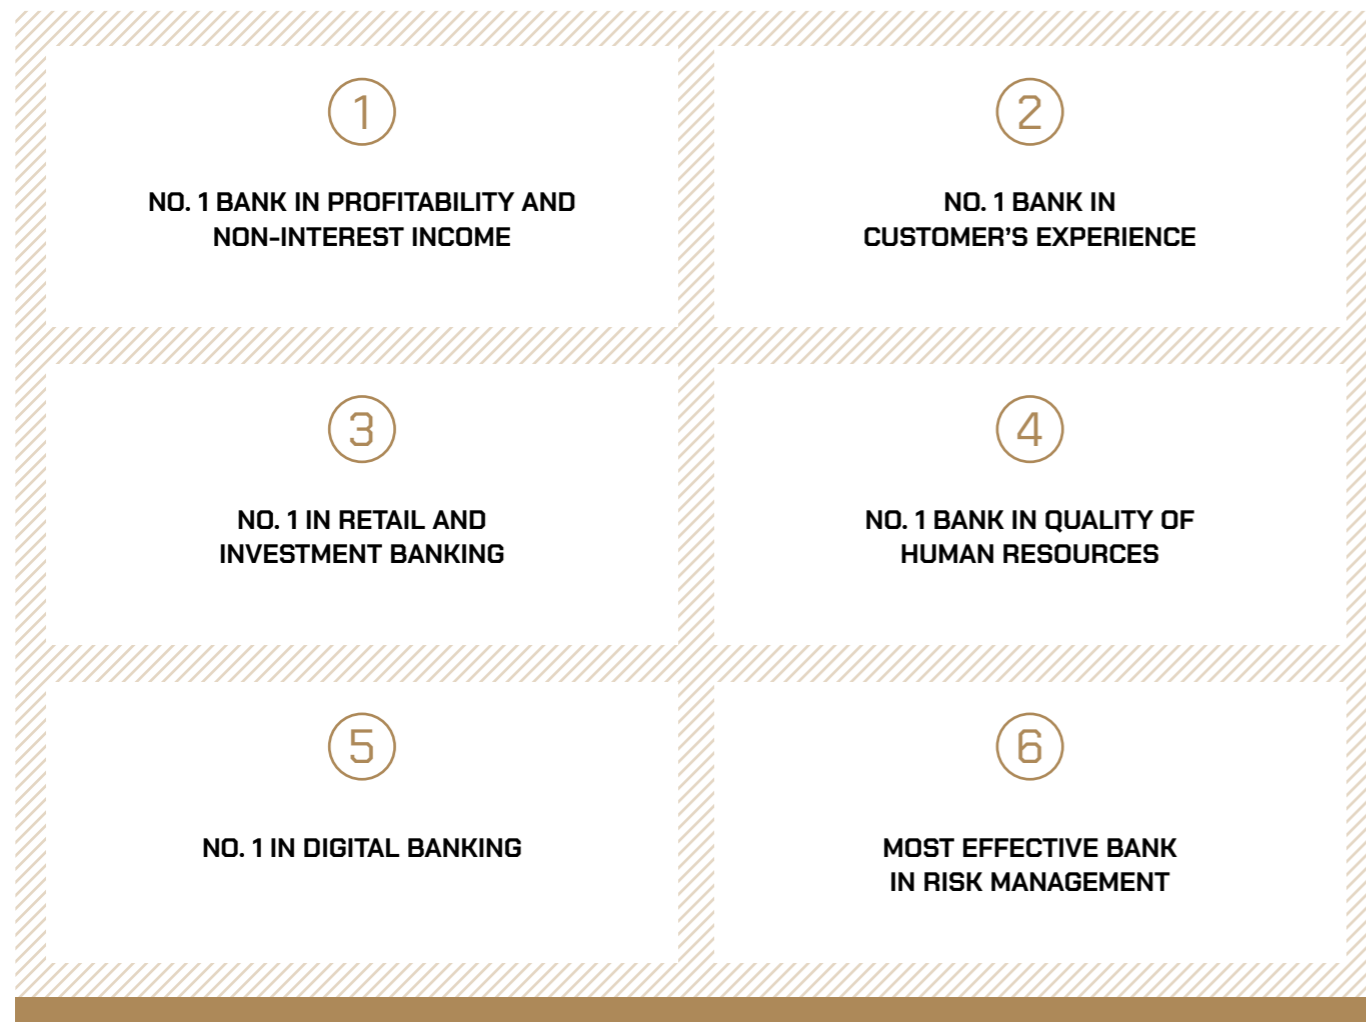 1
NO. 1 BANK IN PROFITABILITY AND
NON-INTEREST INCOME
2
NO. 1 BANK IN
CUSTOMER’S EXPERIENCE
3
NO. 1 IN RETAIL AND
INVESTMENT BANKING
4
NO. 1 BANK IN QUALITY OF
HUMAN RESOURCES
5
NO. 1 IN DIGITAL BANKING
6
MOST EFFECTIVE BANK
IN RISK MANAGEMENT